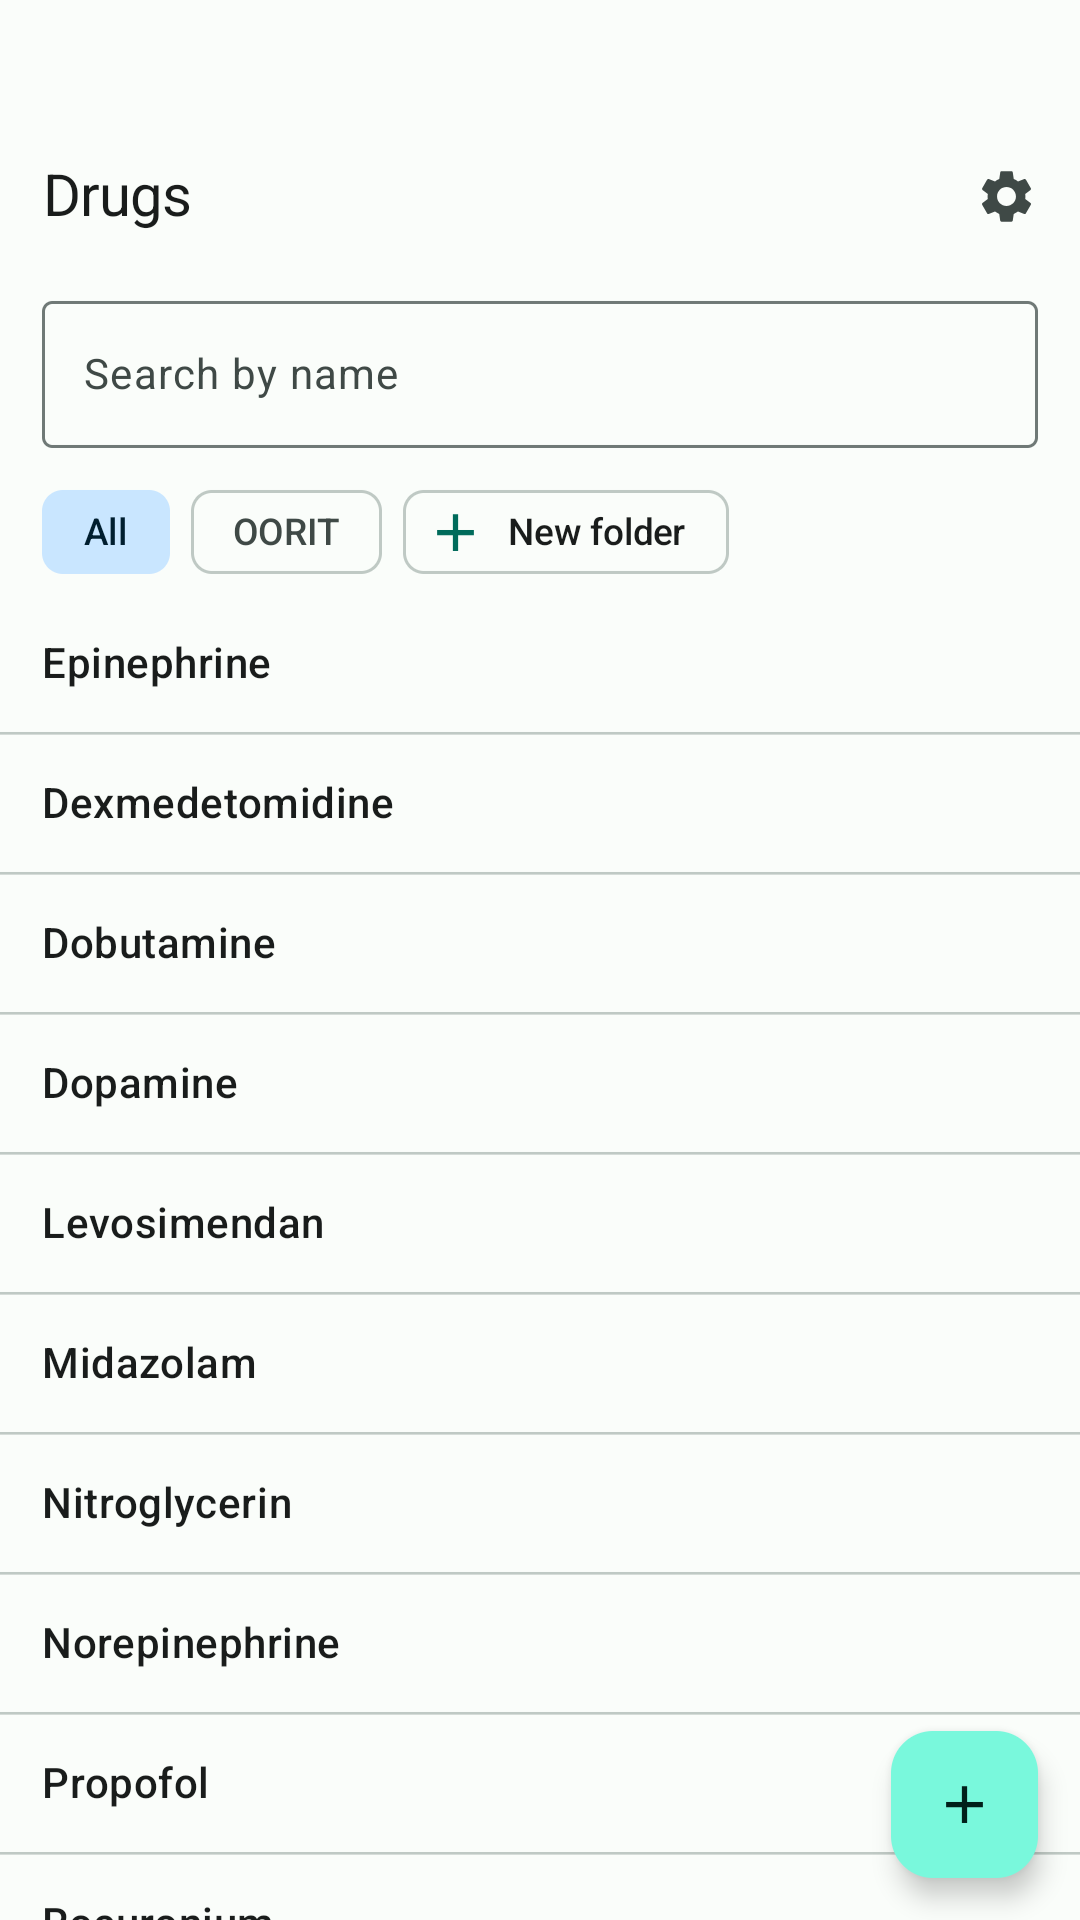 Drugs
Search by name
All
OORIT
New folder
Epinephrine
Dexmedetomidine
Dobutamine
Dopamine
Levosimendan
Midazolam
Nitroglycerin
Norepinephrine
Propofol